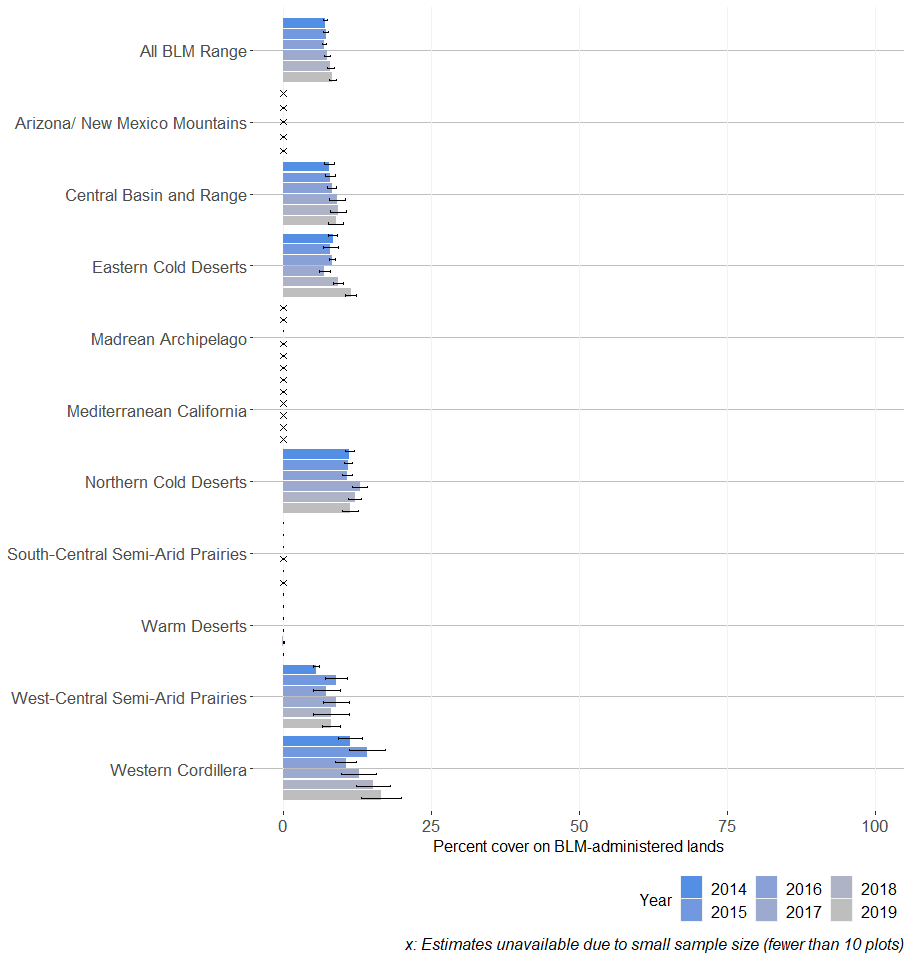 All BLM Range
Arizona/ New Mexico Mountains
Central Basin and Range
Eastern Cold Deserts
Madrean Archipelago
Mediterranean California
Northern Cold Deserts
South-Central Semi-Arid Prairies
Warm Deserts
West-Central Semi-Arid Prairies
Western Cordillera
0 25 50 75 100
Percent cover on BLM-administered lands
Year
2014 2016 2018
2015 2017 2019
x: Estimates unavailable due to small sample size (fewer than 10 plots)